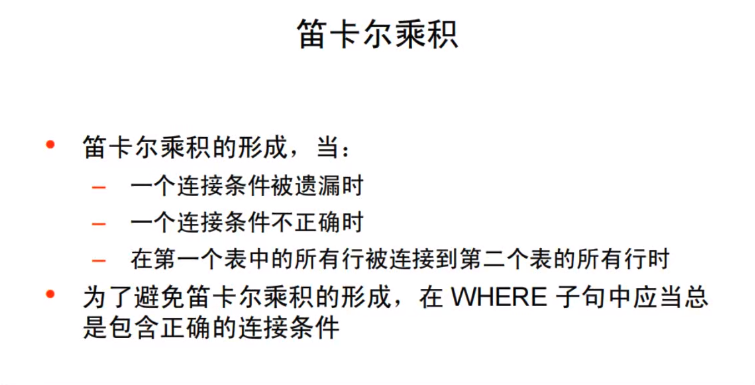 笛卡尔乘积
• 笛卡尔乘积的形成，当：
– 一个连接条件被遗漏时
– 一个连接条件不正确时
– 在第一个表中的所有行被连接到第二个表的所有行时
• 为了避免笛卡尔乘积的形成，在 WHERE 子句中应当总
是包含正确的连接条件